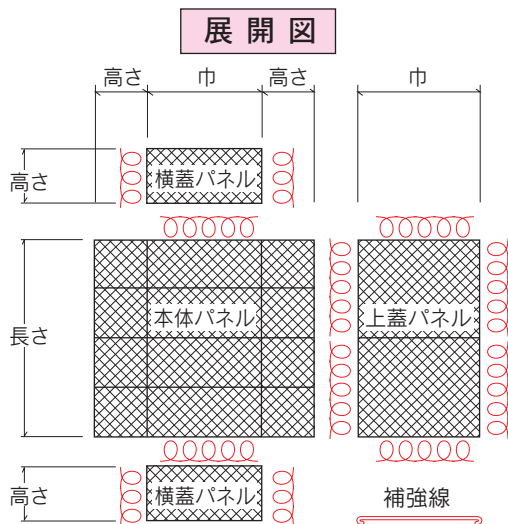 展開図
高さ 巾 高さ 巾
高さ 横蓋パネル
長さ 本体パネル 上蓋パネル
高さ 横蓋パネル 補強線